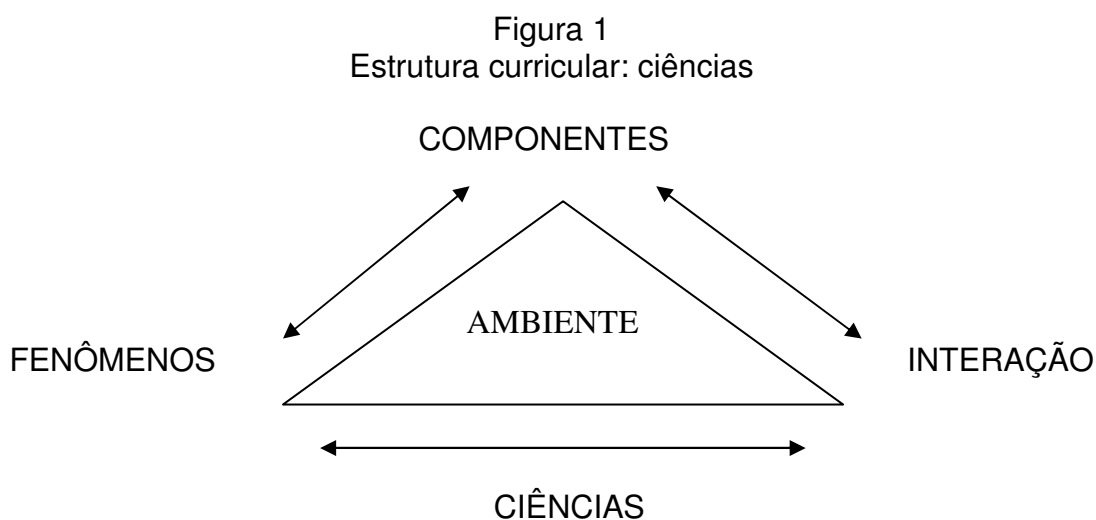 Figura 1
Estrutura curricular: ciências
COMPONENTES
AMBIENTE
FENÔMENOS
INTERAÇÃO
CIÊNCIAS